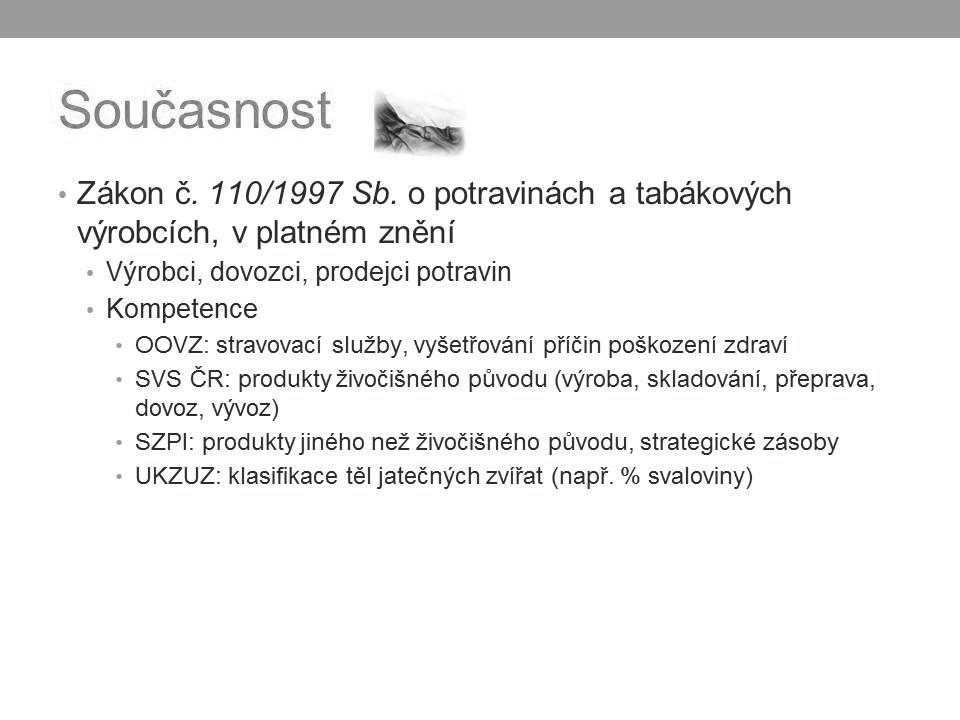 Současnost
• Zákon č. 110/1997 Sb. o potravinách a tabákových
výrobcích, v platném znění
• Výrobci, dovozci, prodejci potravin
• Kompetence
• OOVZ: stravovací služby, vyšetřování příčin poškození zdraví
• SVS ČR: produkty živočišného původu (výroba, skladování, přeprava,
dovoz, vývoz)
• SZPI: produkty jiného než živočišného původu, strategické zásoby
• UKZUZ: klasifikace těl jatečných zvířat (např. % svaloviny)